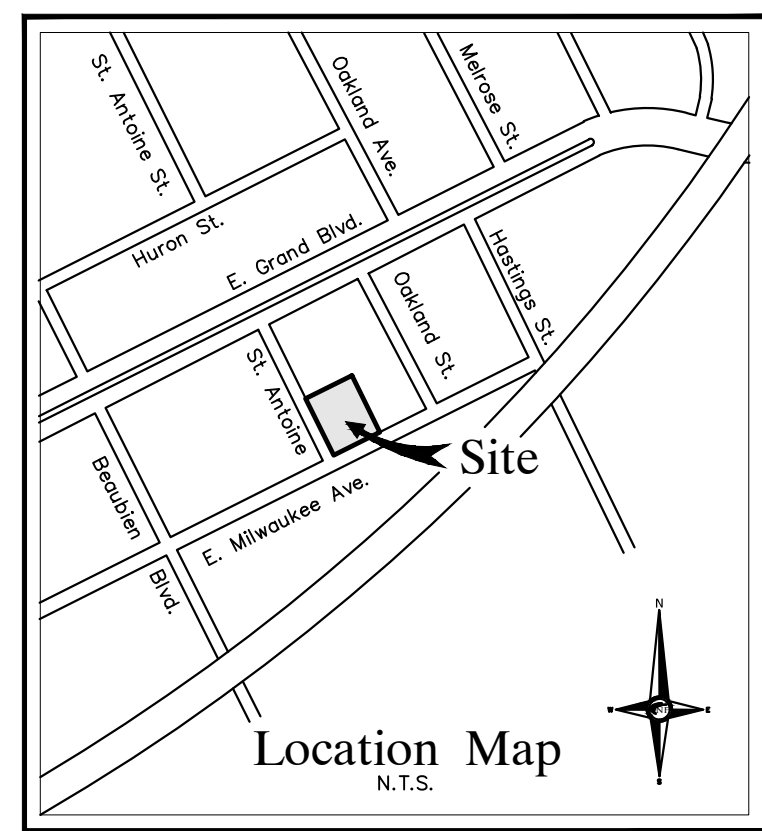 St. Antoine St.
Oakland Ave.
Melrose St.
Huron St.
E. Grand Blvd.
Hastings St.
Oakland St.
St. Antoine
Site
Beaubien
Blvd.
E. Milwaukee Ave.
N
W
E
S
Location Map
N.T.S.